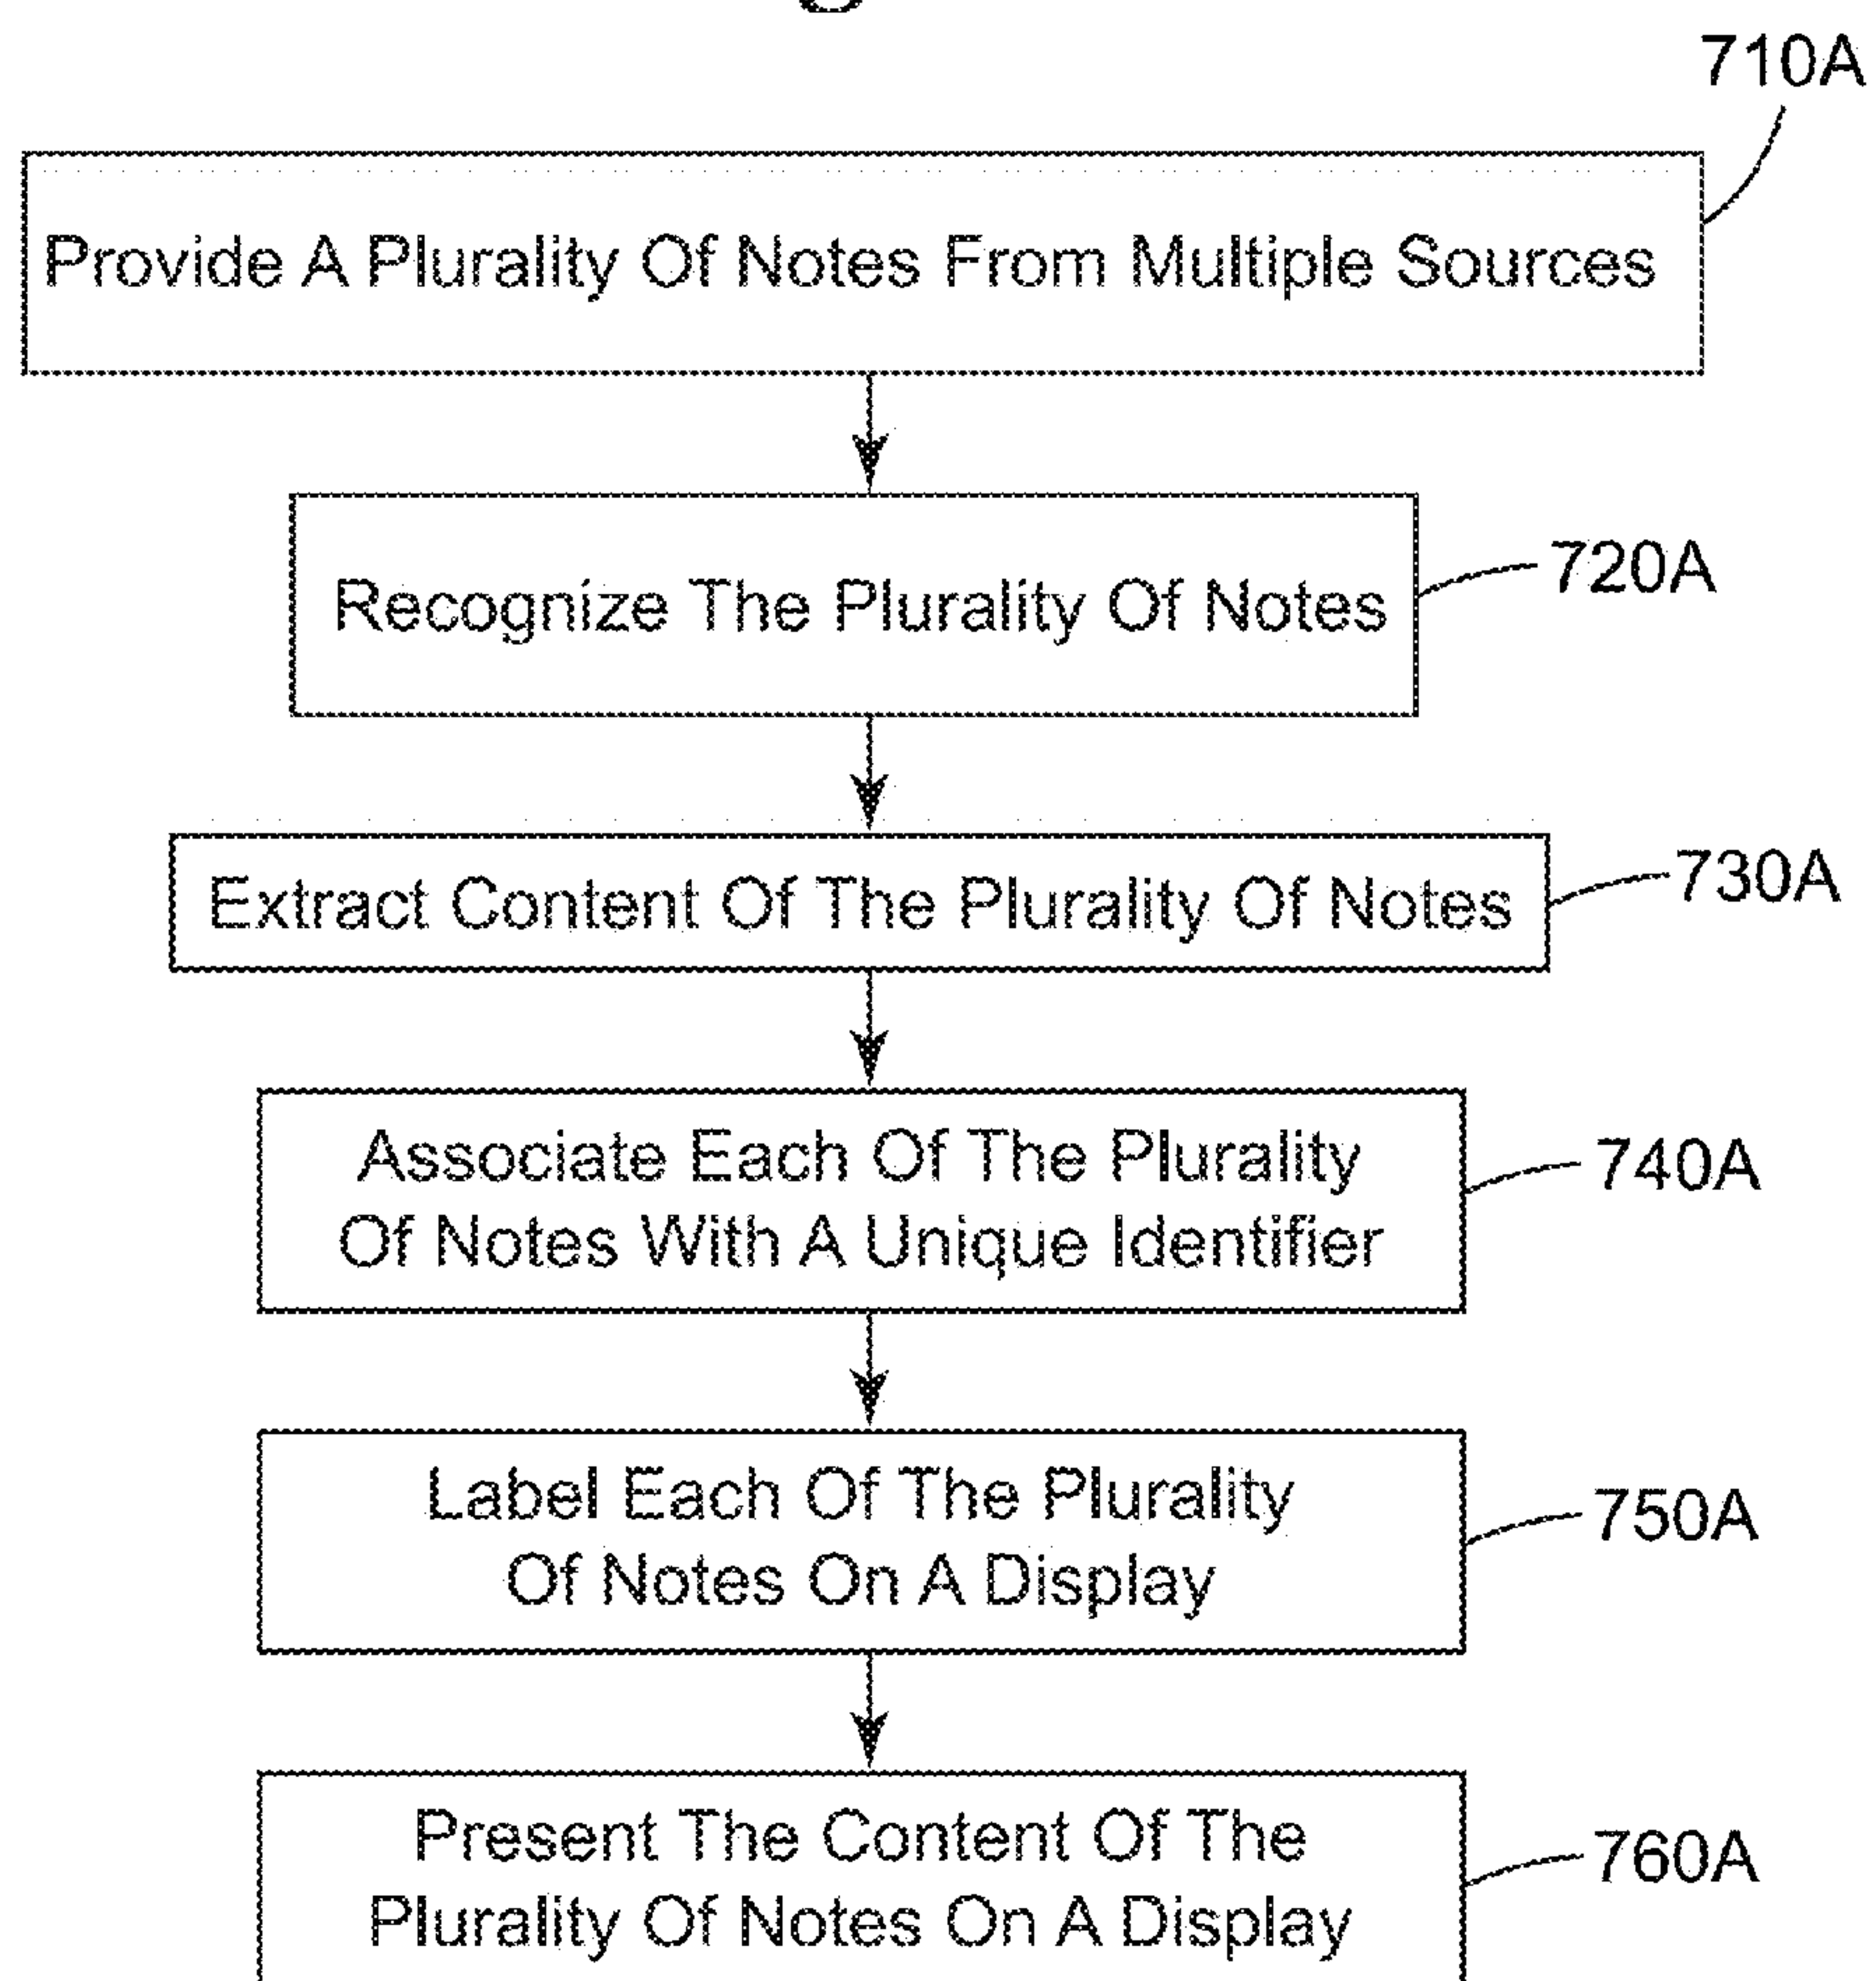 710A
Provide A Plurality Of Notes From Multiple Sources
720A
Recognize The Plurality Of Notes
730A
Extract Content Of The Plurality Of Notes
740A
Associate Each Of The Plurality
Of Notes With A Unique Identifier
750A
Label Each Of The Plurality
Of Notes On A Display
760A
Present The Content Of The
Plurality Of Notes On A Display